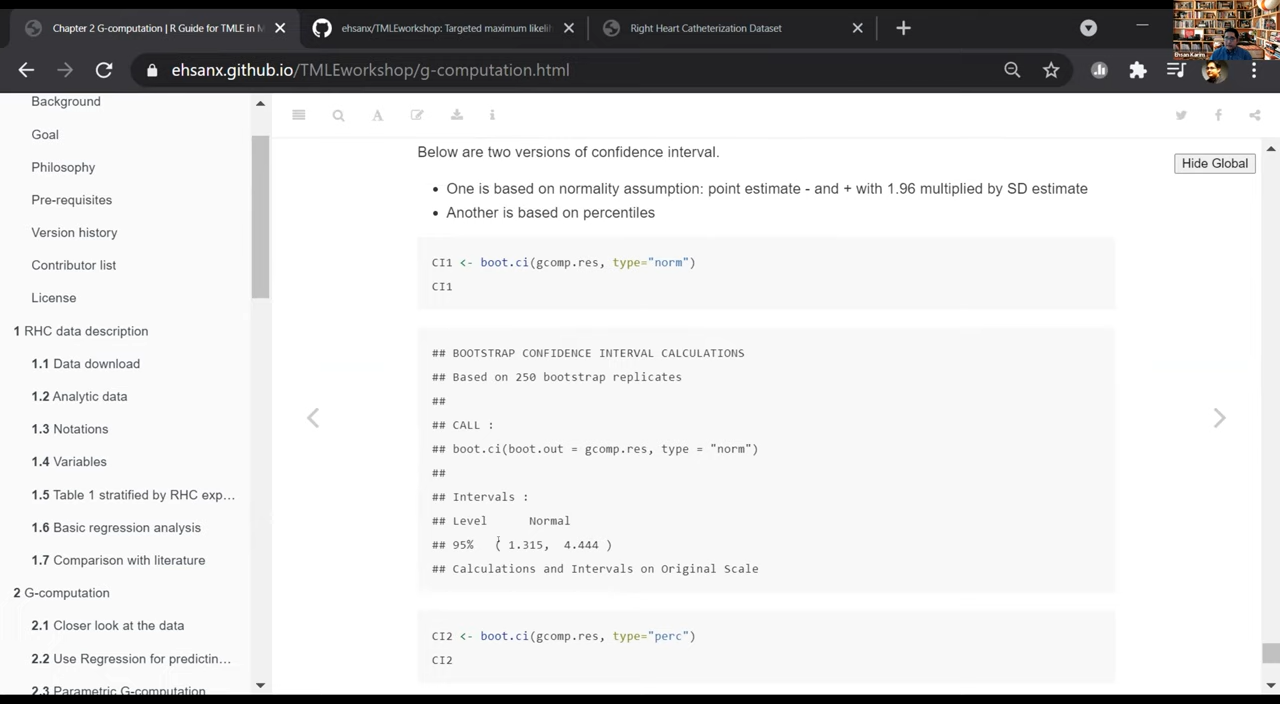 Chapter 2 G-computation | R Guide for TMLE in M
ehsanx/TMLEworkshop: Targeted maximum likeli
Right Heart Catheterization Dataset
ehsanx.github.io/TMLEworkshop/g-computation.html
Ehsan Karim
Background
Goal
Philosophy
Pre-requisites
Version history
Contributor list
License
1 RHC data description
1.1 Data download
1.2 Analytic data
1.3 Notations
1.4 Variables
1.5 Table 1 stratified by RHC exp…
1.6 Basic regression analysis
1.7 Comparison with literature
2 G-computation
2.1 Closer look at the data
2.2 Use Regression for predictin…
2.3 Parametric G-computation
Hide Global
Below are two versions of confidence interval.
• One is based on normality assumption: point estimate - and + with 1.96 multiplied by SD estimate
• Another is based on percentiles
CI1 <- boot.ci(gcomp.res, type="norm")
CI1
## BOOTSTRAP CONFIDENCE INTERVAL CALCULATIONS
## Based on 250 bootstrap replicates
##
## CALL :
## boot.ci(boot.out = gcomp.res, type = "norm")
##
## Intervals :
## Level      Normal
## 95%   ( 1.315,  4.444 )
## Calculations and Intervals on Original Scale
CI2 <- boot.ci(gcomp.res, type="perc")
CI2